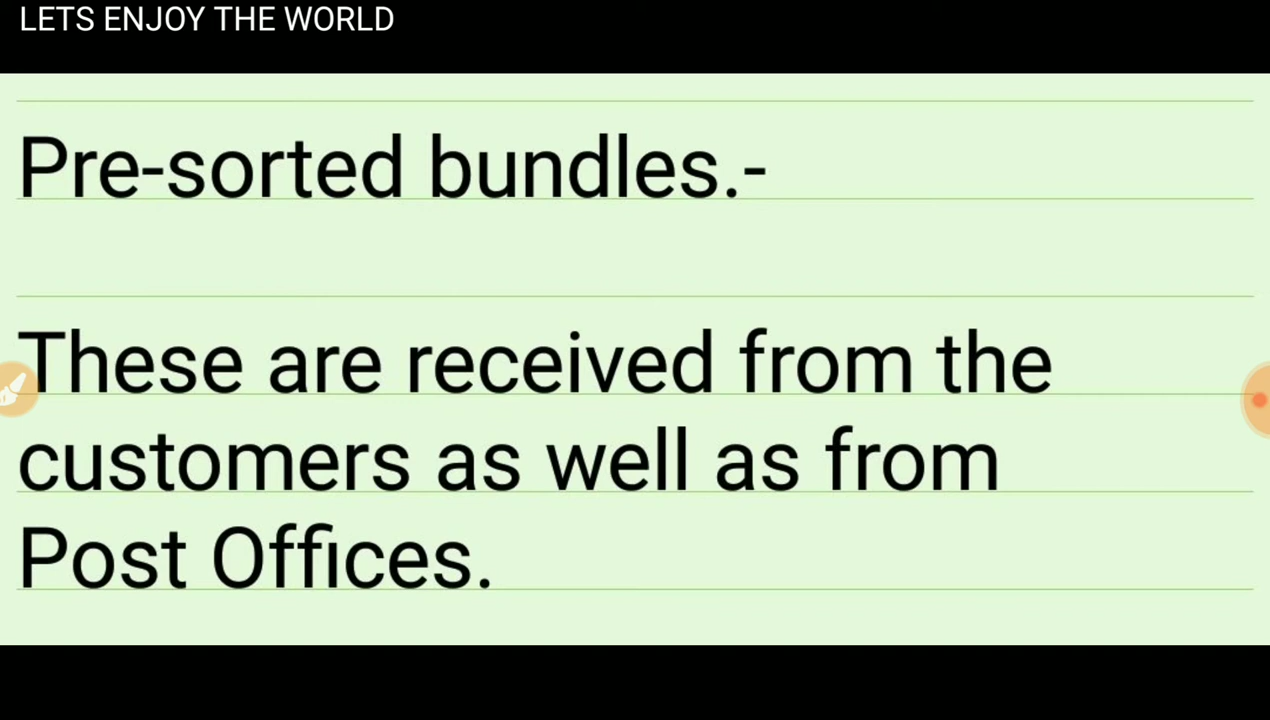 LETS ENJOY THE WORLD
Pre-sorted bundles.-
These are received from the
customers as well as from
Post Offices.